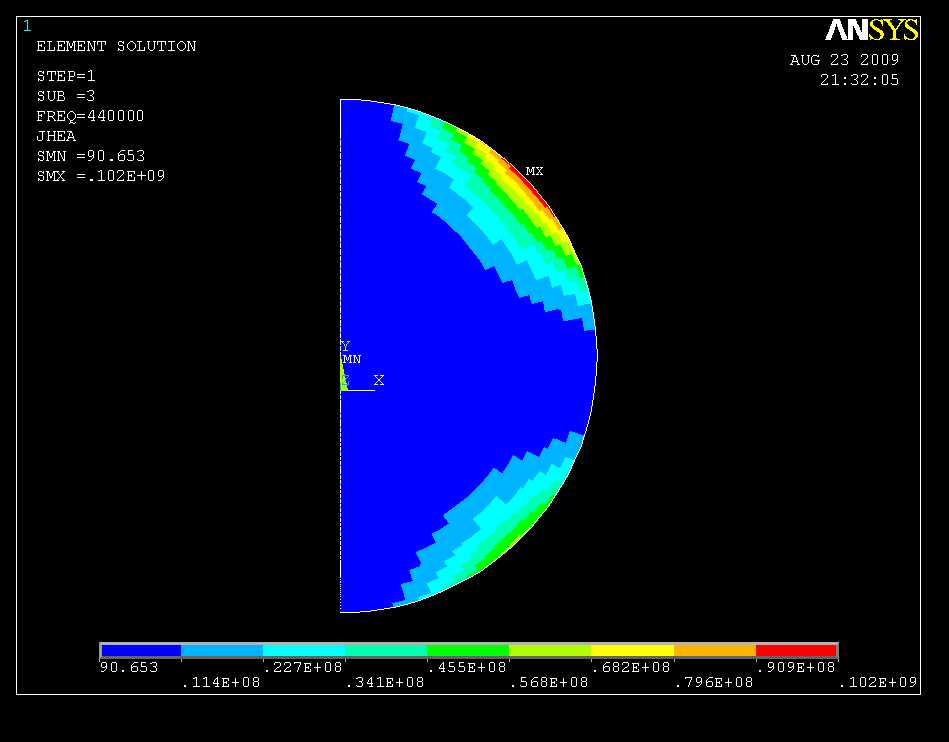 1
ANSYS
ELEMENT SOLUTION
AUG 23 2009
21:32:05
STEP=1
SUB =3
FREQ=440000
JHEA
SMN =90.653
SMX =.102E+09
MX
Y
MN
X
90.653
.114E+08
.227E+08
.341E+08
.455E+08
.568E+08
.682E+08
.796E+08
.909E+08
.102E+09